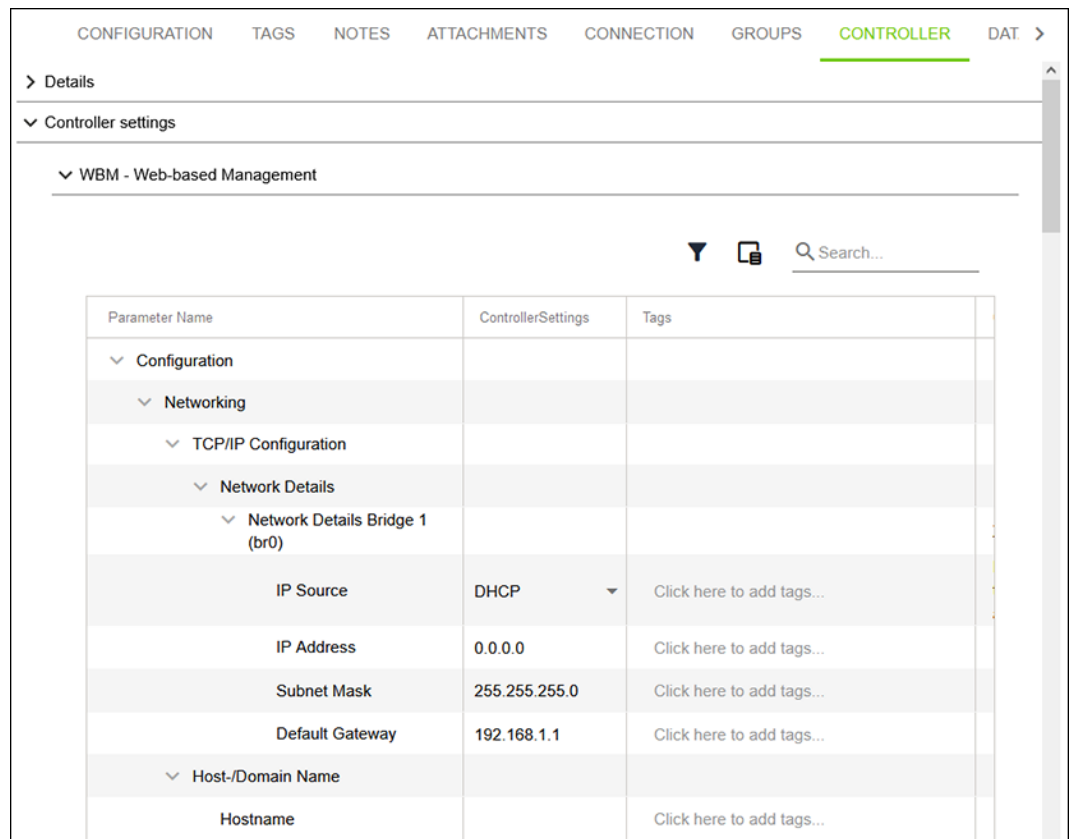 CONFIGURATION TAGS NOTES ATTACHMENTS CONNECTION GROUPS CONTROLLER DAT
Details
Controller settings
WBM - Web-based Management
Search...
Parameter Name ControllerSettings Tags
Configuration
Networking
TCP/IP Configuration
Network Details
Network Details Bridge 1
(br0)
IP Source DHCP Click here to add tags...
IP Address 0.0.0.0 Click here to add tags...
Subnet Mask 255.255.255.0 Click here to add tags...
Default Gateway 192.168.1.1 Click here to add tags...
Host-/Domain Name
Hostname Click here to add tags...